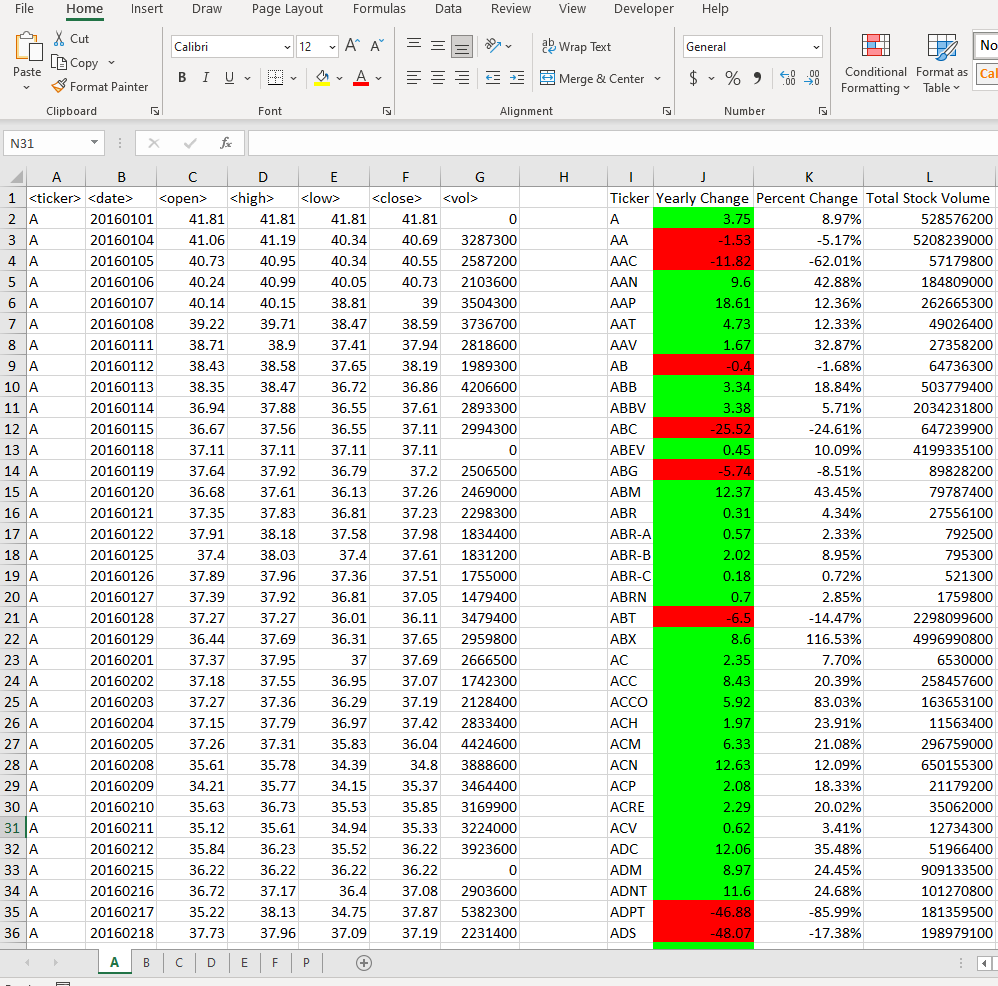 File Home Insert Draw Page Layout Formulas Data Review View Developer Help
Paste
Cut
Copy
Format Painter
Calibri 12 A A
B I U A
ab Wrap Text
Merge & Center
General
$ % 9
Conditional Formatting
Format as Table
No
Cal
Clipboard Font Alignment Number
N31 fx
A B C D E F G H I J K L
1 <ticker> <date> <open> <high> <low> <close> <vol> Ticker Yearly Change Percent Change Total Stock Volume
2 A 20160101 41.81 41.81 41.81 41.81 0 A 3.75 8.97% 528576200
3 A 20160104 41.06 41.19 40.34 40.69 3287300 AA -1.53 -5.17% 5208239000
4 A 20160105 40.73 40.95 40.34 40.55 2587200 AAC -11.82 -62.01% 57179800
5 A 20160106 40.24 40.99 40.05 40.73 2103600 AAN 9.6 42.88% 184809000
6 A 20160107 40.14 40.15 38.81 39 3504300 AAP 18.61 12.36% 262665300
7 A 20160108 39.22 39.71 38.47 38.59 3736700 AAT 4.73 12.33% 49026400
8 A 20160111 38.71 38.9 37.41 37.94 2818600 AAV 1.67 32.87% 27358200
9 A 20160112 38.43 38.58 37.65 38.19 1989300 AB -0.4 -1.68% 64736300
10 A 20160113 38.35 38.47 36.72 36.86 4206600 ABB 3.34 18.84% 503779400
11 A 20160114 36.94 37.88 36.55 37.61 2893300 ABBV 3.38 5.71% 2034231800
12 A 20160115 36.67 37.56 36.55 37.11 2994300 ABC -25.52 -24.61% 647239900
13 A 20160118 37.11 37.11 37.11 37.11 0 ABEV 0.45 10.09% 4199335100
14 A 20160119 37.64 37.92 36.79 37.2 2506500 ABG -5.74 -8.51% 89828200
15 A 20160120 36.68 37.61 36.13 37.26 2469000 ABM 12.37 43.45% 79787400
16 A 20160121 37.35 37.83 36.81 37.23 2298300 ABR 0.31 4.34% 27556100
17 A 20160122 37.91 38.18 37.58 37.98 1834400 ABR-A 0.57 2.33% 792500
18 A 20160125 37.4 38.03 37.4 37.61 1831200 ABR-B 2.02 8.95% 795300
19 A 20160126 37.89 37.96 37.36 37.51 1755000 ABR-C 0.18 0.72% 521300
20 A 20160127 37.39 37.92 36.81 37.05 1479400 ABRN 0.7 2.85% 1759800
21 A 20160128 37.27 37.27 36.01 36.11 3479400 ABT -6.5 -14.47% 2298099600
22 A 20160129 36.44 37.69 36.31 37.65 2959800 ABX 8.6 116.53% 4996990800
23 A 20160201 37.37 37.95 37 37.69 2666500 AC 2.35 7.70% 6530000
24 A 20160202 37.18 37.55 36.95 37.07 1742300 ACC 8.43 20.39% 258457600
25 A 20160203 37.27 37.36 36.29 37.19 2128400 ACCO 5.92 83.03% 163653100
26 A 20160204 37.15 37.79 36.97 37.42 2833400 ACH 1.97 23.91% 11563400
27 A 20160205 37.26 37.31 35.83 36.04 4424600 ACM 6.33 21.08% 296759000
28 A 20160208 35.61 35.78 34.39 34.8 3888600 ACN 12.63 12.09% 650155300
29 A 20160209 34.21 35.77 34.15 35.37 3464400 ACP 2.08 18.33% 21179200
30 A 20160210 35.63 36.73 35.53 35.85 3169900 ACRE 2.29 20.02% 35062000
31 A 20160211 35.12 35.61 34.94 35.33 3224000 ACV 0.62 3.41% 12734300
32 A 20160212 35.84 36.23 35.52 36.22 3923600 ADC 12.06 35.48% 51966400
33 A 20160215 36.22 36.22 36.22 36.22 0 ADM 8.97 24.45% 909133500
34 A 20160216 36.72 37.17 36.4 37.08 2903600 ADNT 11.6 24.68% 101270800
35 A 20160217 35.22 38.13 34.75 37.87 5382300 ADPT -46.88 -85.99% 181359500
36 A 20160218 37.73 37.96 37.09 37.19 2231400 ADS -48.07 -17.38% 198979100
A B C D E F P